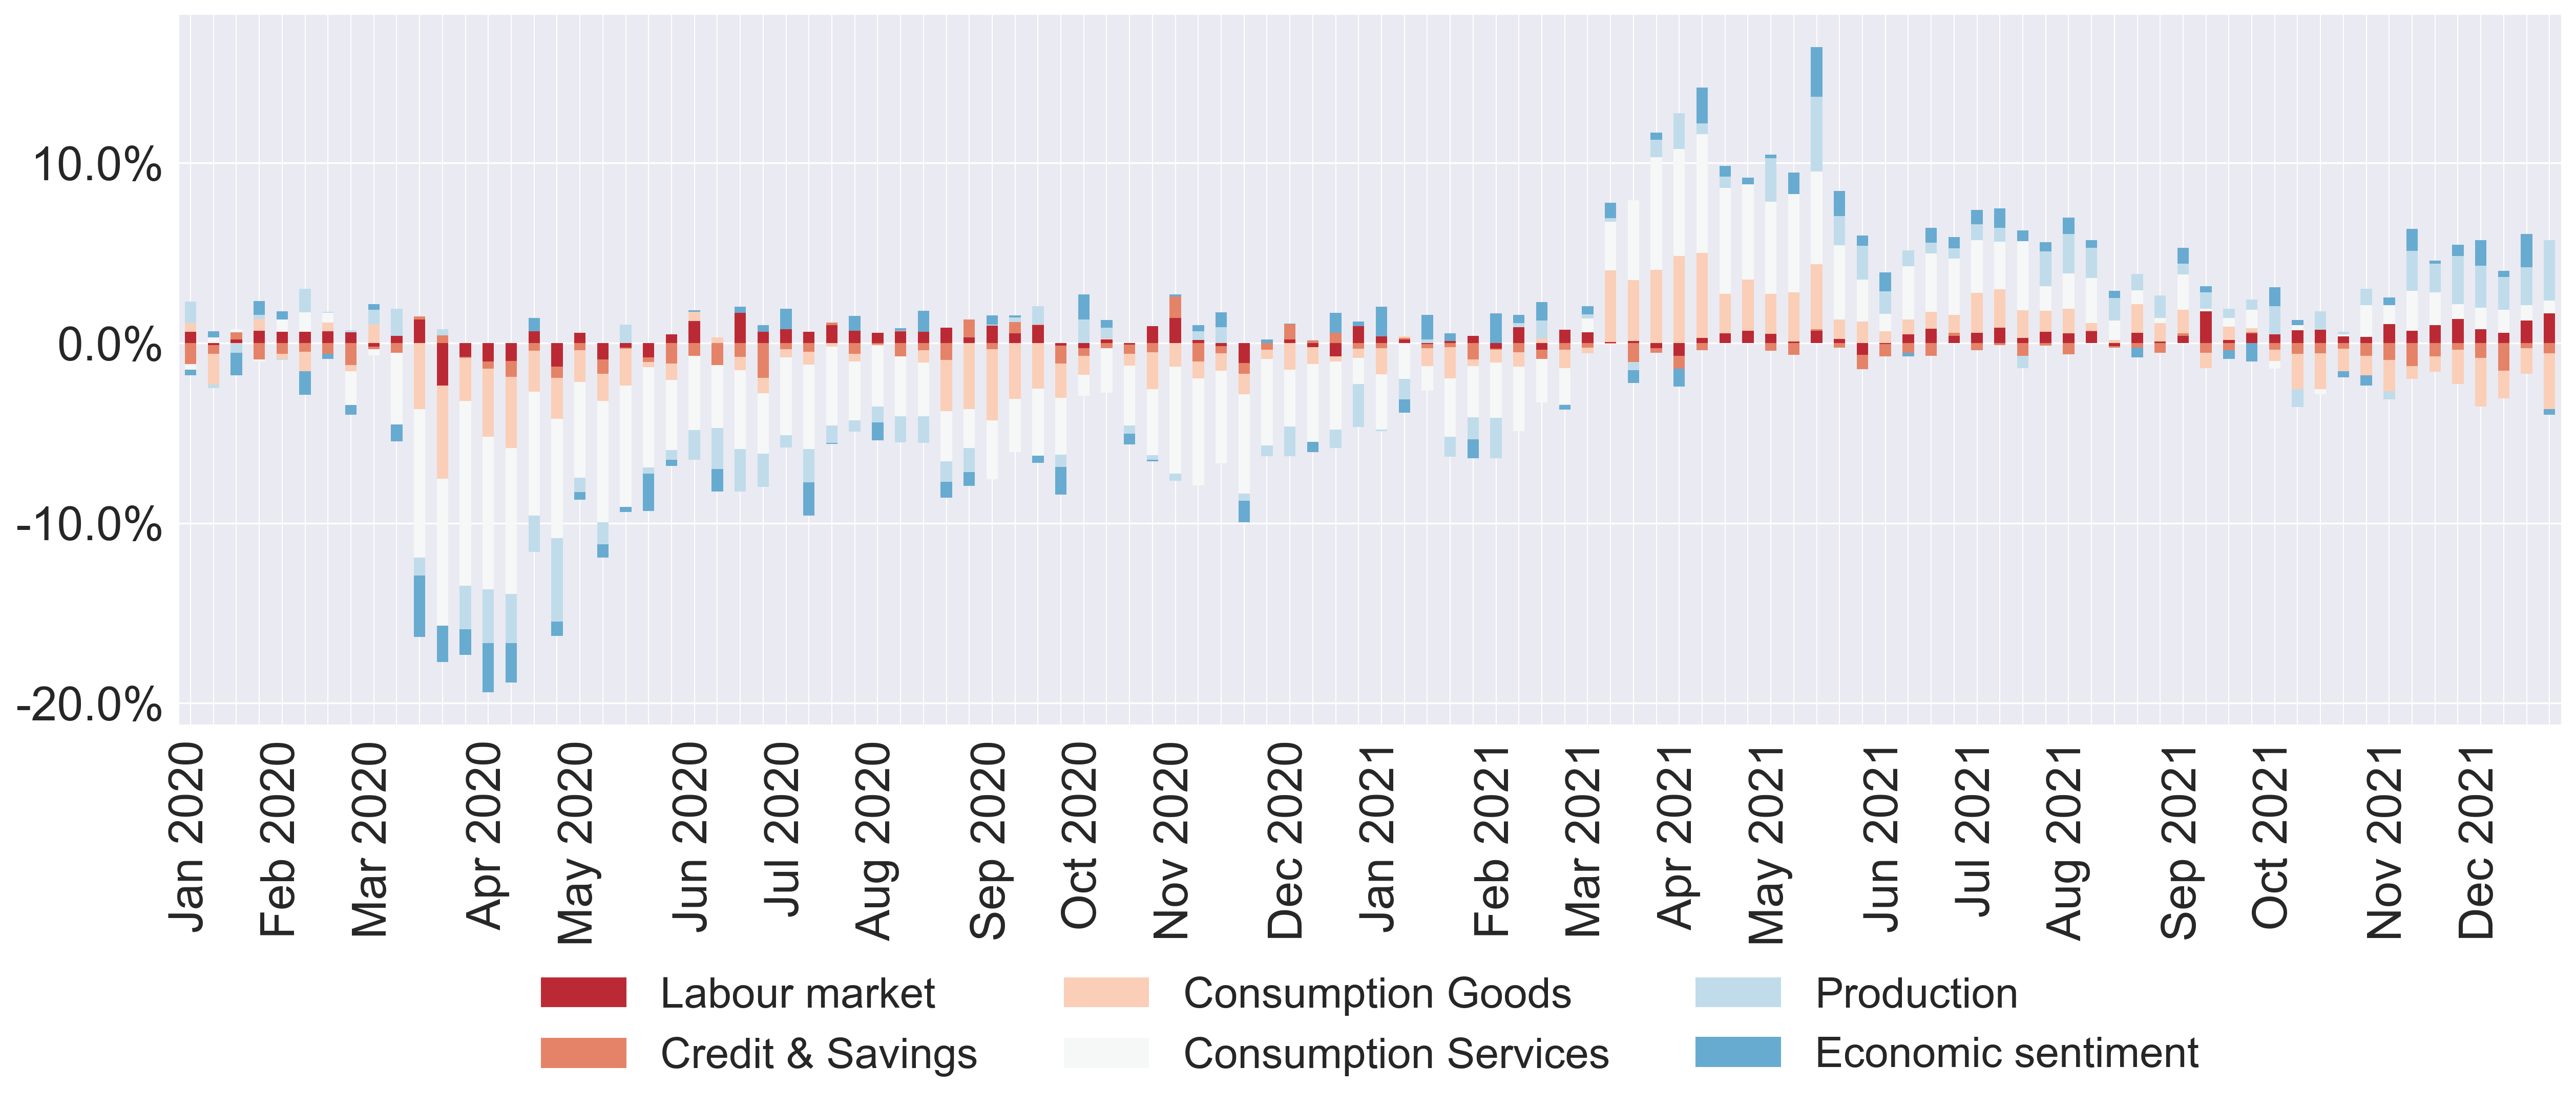 10.0%
0.0%
-10.0%
-20.0%
Jan 2020
Feb 2020
Mar 2020
Apr 2020
May 2020
Jun 2020
Jul 2020
Aug 2020
Sep 2020
Oct 2020
Nov 2020
Dec 2020
Jan 2021
Feb 2021
Mar 2021
Apr 2021
May 2021
Jun 2021
Jul 2021
Aug 2021
Sep 2021
Oct 2021
Nov 2021
Dec 2021
Labour market
Credit & Savings
Consumption Goods
Consumption Services
Production
Economic sentiment